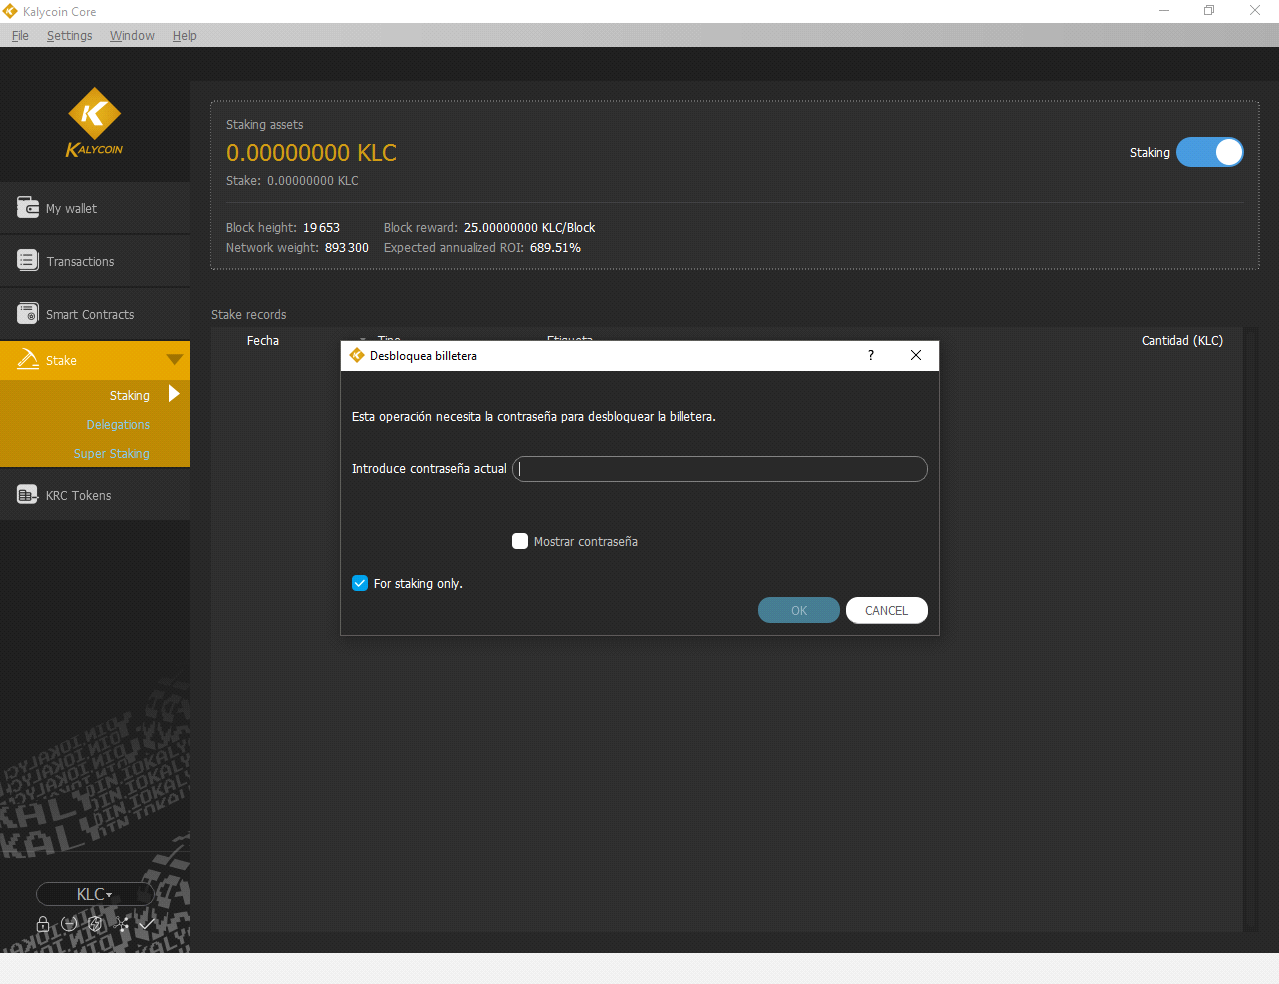 Kalycoin Core
File Settings Window Help
KALYCOIN
My wallet
Transactions
Smart Contracts
Stake
Staking
Delegations
Super Staking
KRC Tokens
KLC
Staking assets
0.00000000 KLC
Stake: 0.00000000 KLC
Staking
Block height: 19 653 Block reward: 25.00000000 KLC/Block
Network weight: 893 300 Expected annualized ROI: 689.51%
Stake records
Fecha Tipo Etiqueta Cantidad (KLC)
Desbloquea billetera ?
Esta operación necesita la contraseña para desbloquear la billetera.
Introduce contraseña actual
Mostrar contraseña
For staking only.
OK CANCEL